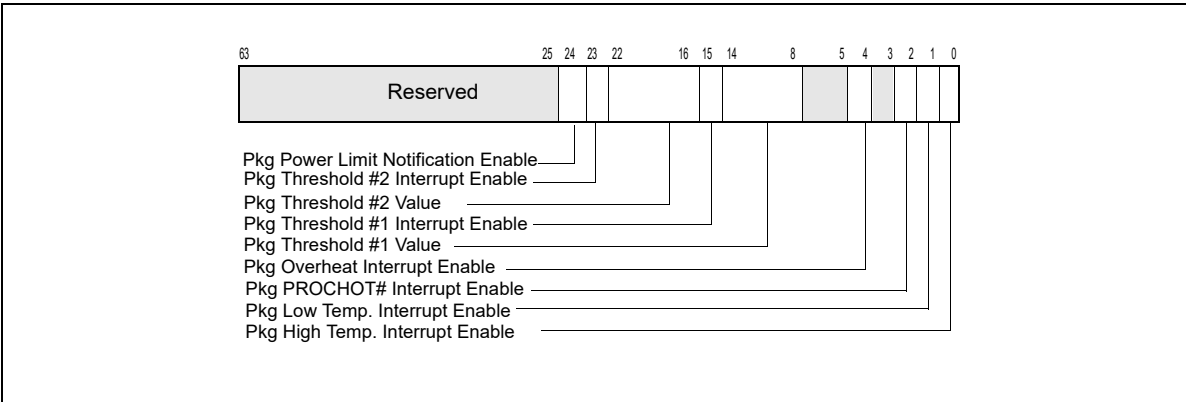 63 25 24 23 22 16 15 14 8 5 4 3 2 1 0
Reserved
Pkg Power Limit Notification Enable
Pkg Threshold #2 Interrupt Enable
Pkg Threshold #2 Value
Pkg Threshold #1 Interrupt Enable
Pkg Threshold #1 Value
Pkg Overheat Interrupt Enable
Pkg PROCHOT# Interrupt Enable
Pkg Low Temp. Interrupt Enable
Pkg High Temp. Interrupt Enable